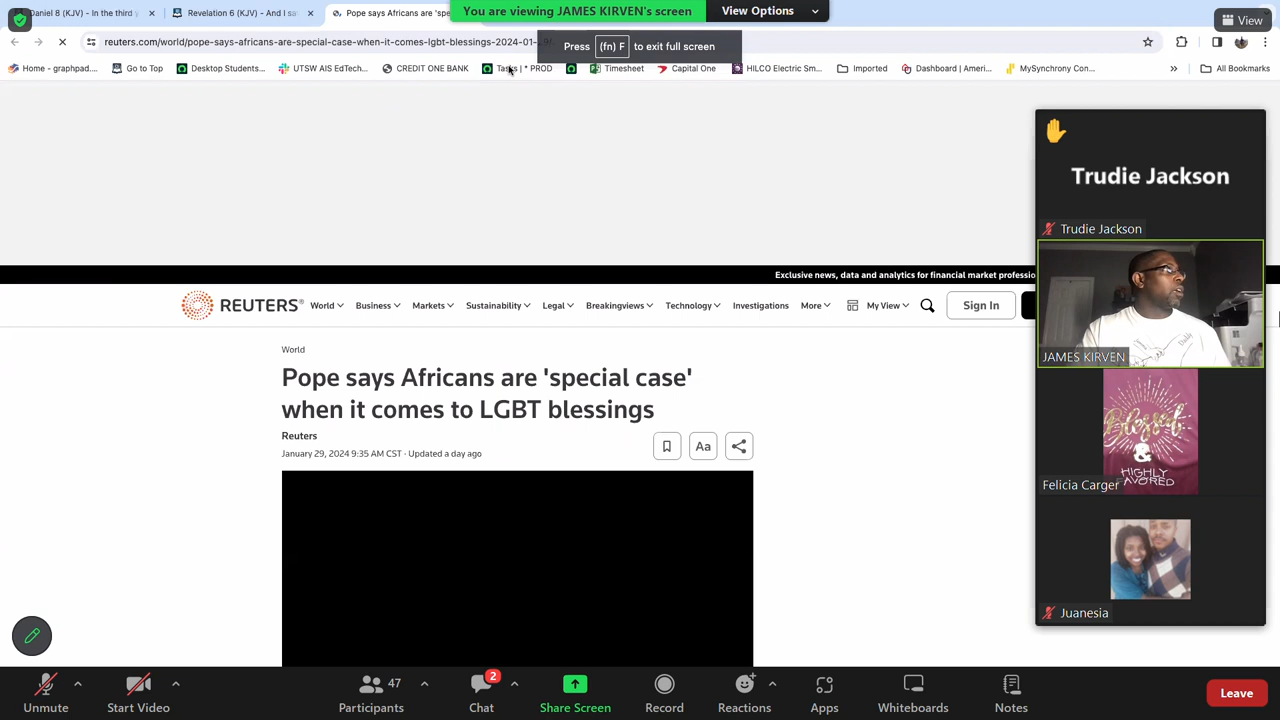 Daniel 8 (KJV) - In the third y
Revelation 6 (KJV) - And I sa
Pope says Africans are 'spe
You are viewing JAMES KIRVEN's screen
View Options
View
reuters.com/world/pope-says-africans-are-special-case-when-it-comes-lgbt-blessings-2024-01-29/
Press (fn) F to exit full screen
Home - graphpad....
Go to Top
Desktop Students...
UTSW AIS EdTech...
CREDIT ONE BANK
Tasks | * PROD
Timesheet
Capital One
HILCO Electric Sm...
Imported
Dashboard | Ameri...
MySynchrony Con...
All Bookmarks
Trudie Jackson
Trudie Jackson
Exclusive news, data and analytics for financial market professio
REUTERS®
World
Business
Markets
Sustainability
Legal
Breakingviews
Technology
Investigations
More
My View
Sign In
World
Pope says Africans are 'special case'
when it comes to LGBT blessings
Reuters
January 29, 2024 9:35 AM CST · Updated a day ago
Aa
JAMES KIRVEN
Blessed
&
HIGHLY
FAVORED
Felicia Carger
Juanesia
Unmute
Start Video
47
Participants
2
Chat
Share Screen
Record
Reactions
Apps
Whiteboards
Notes
Leave